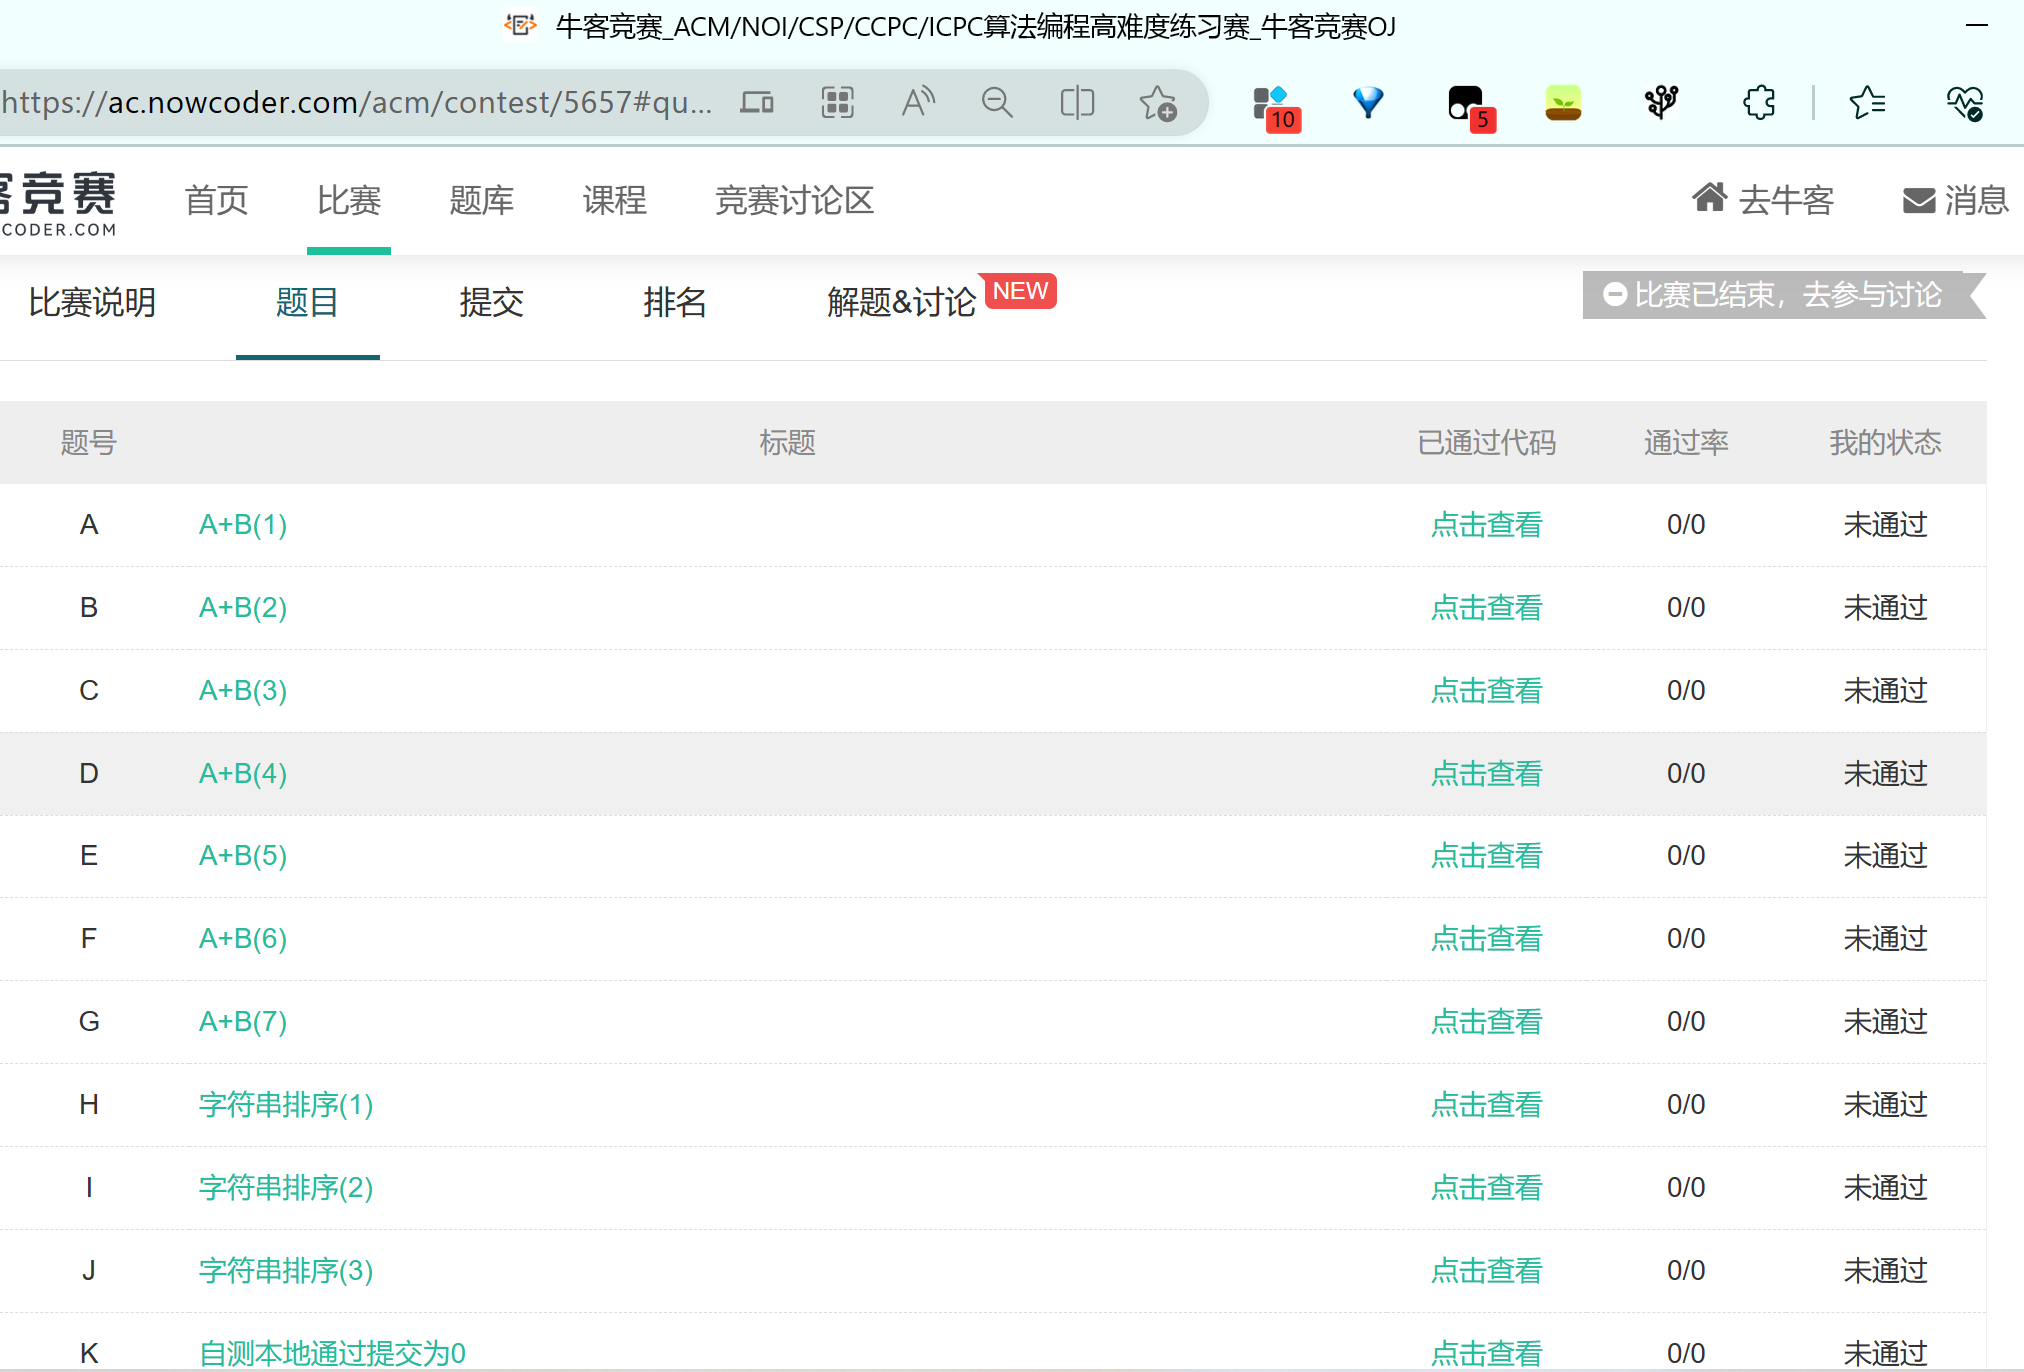 牛客竞赛_ACM/NOI/CSP/CCPC/ICPC算法编程高难度练习赛_牛客竞赛OJ
https://ac.nowcoder.com/acm/contest/5657#qu...
10
5
客竞赛
CODER.COM
首页
比赛
题库
课程
竞赛讨论区
去牛客
消息
比赛说明
题目
提交
排名
解题&讨论
NEW
比赛已结束，去参与讨论
题号 标题 已通过代码 通过率 我的状态
A A+B(1) 点击查看 0/0 未通过
B A+B(2) 点击查看 0/0 未通过
C A+B(3) 点击查看 0/0 未通过
D A+B(4) 点击查看 0/0 未通过
E A+B(5) 点击查看 0/0 未通过
F A+B(6) 点击查看 0/0 未通过
G A+B(7) 点击查看 0/0 未通过
H 字符串排序(1) 点击查看 0/0 未通过
I 字符串排序(2) 点击查看 0/0 未通过
J 字符串排序(3) 点击查看 0/0 未通过
K 自测本地通过提交为0 点击查看 0/0 未通过